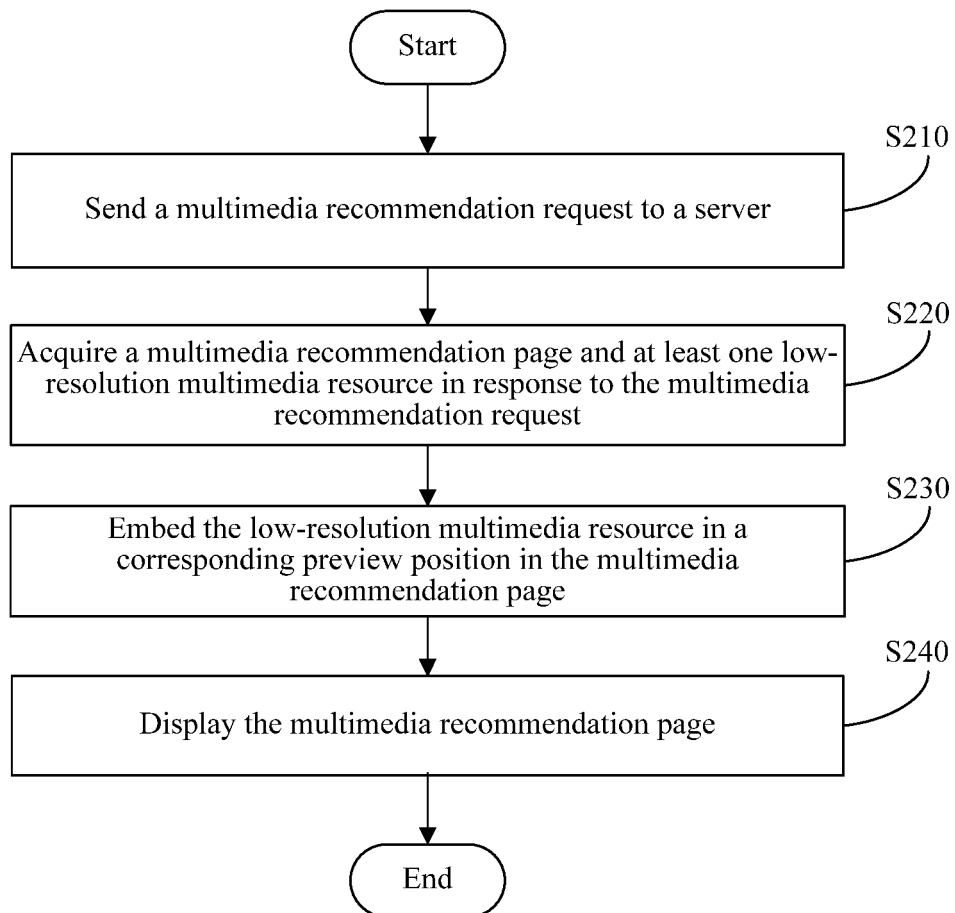 Start
S210
Send a multimedia recommendation request to a server
S220
Acquire a multimedia recommendation page and at least one low-
resolution multimedia resource in response to the multimedia
recommendation request
S230
Embed the low-resolution multimedia resource in a
corresponding preview position in the multimedia
recommendation page
S240
Display the multimedia recommendation page
End